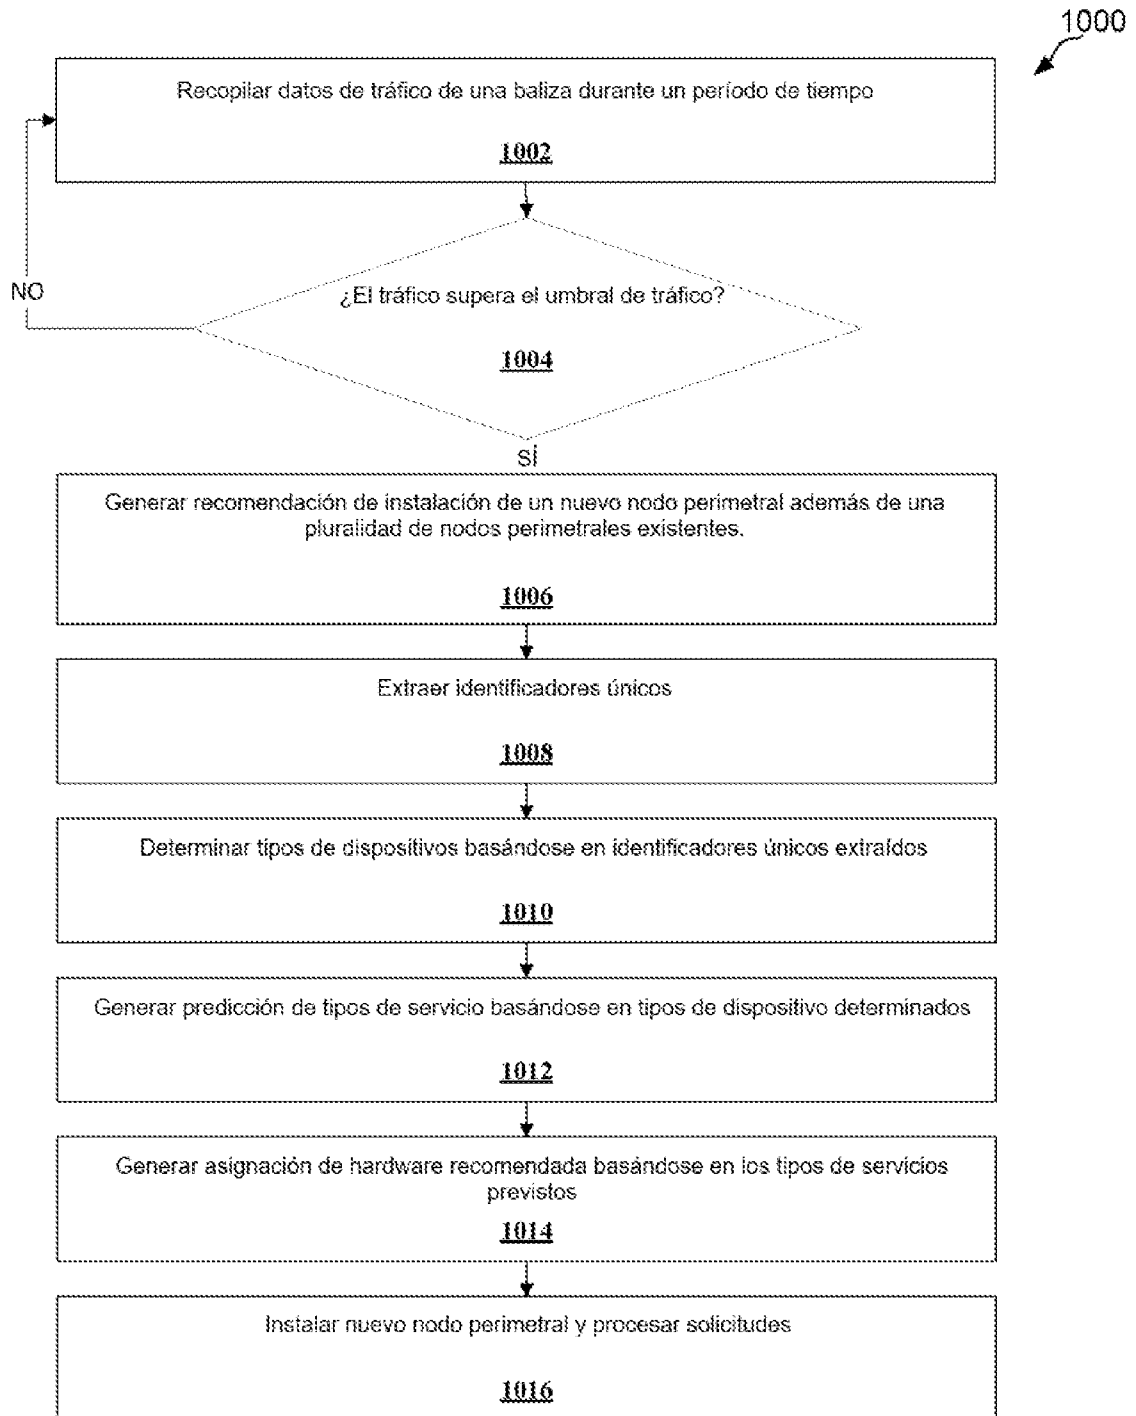 1000
Recopilar datos de tráfico de una baliza durante un período de tiempo
1002
NO
¿El tráfico supera el umbral de tráfico?
1004
SÍ
Generar recomendación de instalación de un nuevo nodo perimetral además de una
pluralidad de nodos perimetrales existentes.
1006
Extraer identificadores únicos
1008
Determinar tipos de dispositivos basándose en identificadores únicos extraídos
1010
Generar predicción de tipos de servicio basándose en tipos de dispositivo determinados
1012
Generar asignación de hardware recomendada basándose en los tipos de servicios
previstos
1014
Instalar nuevo nodo perimetral y procesar solicitudes
1016